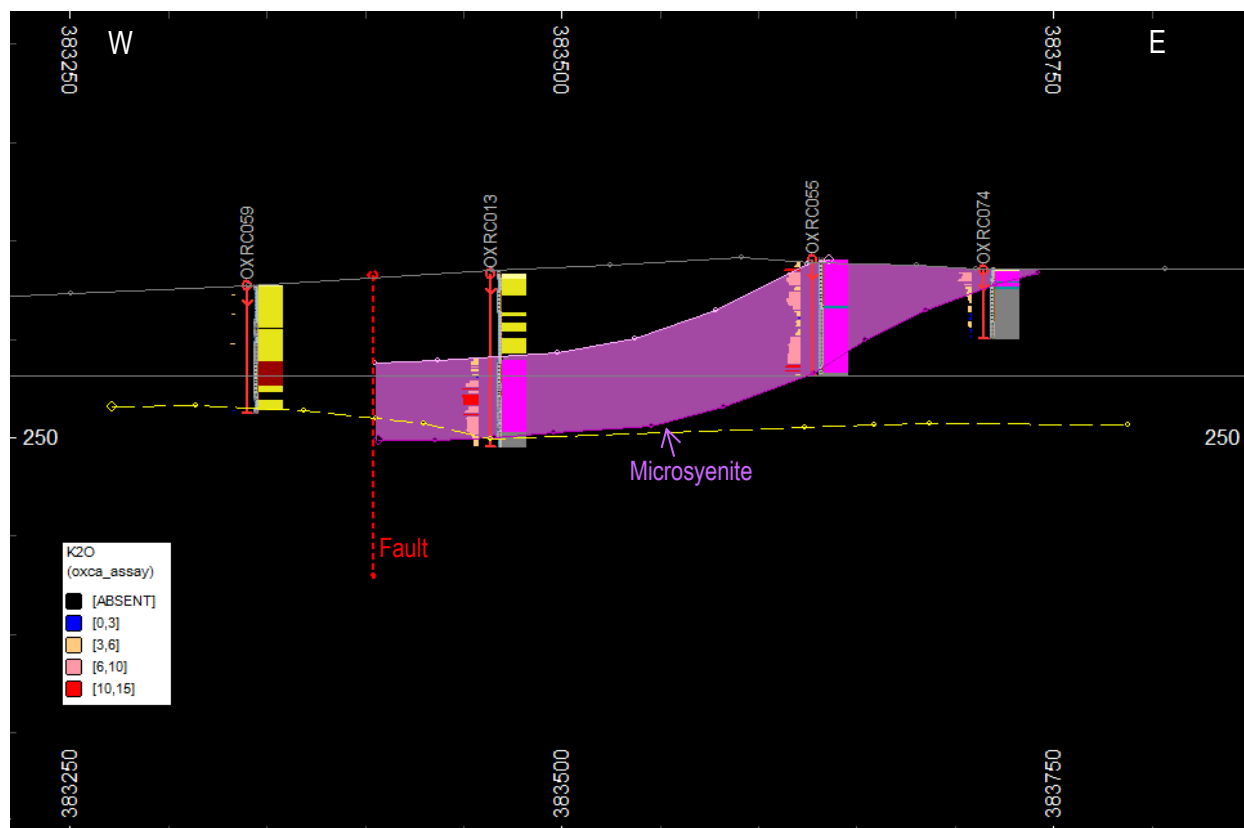 383250
W
383500
383750
E
OXRC059
OXRC013
OXRC055
OXRC074
250
250
Microsyenite
Fault
K2O
(oxca_assay)
[ABSENT]
[0,3]
[3,6]
[6,10]
[10,15]
383250
383500
383750